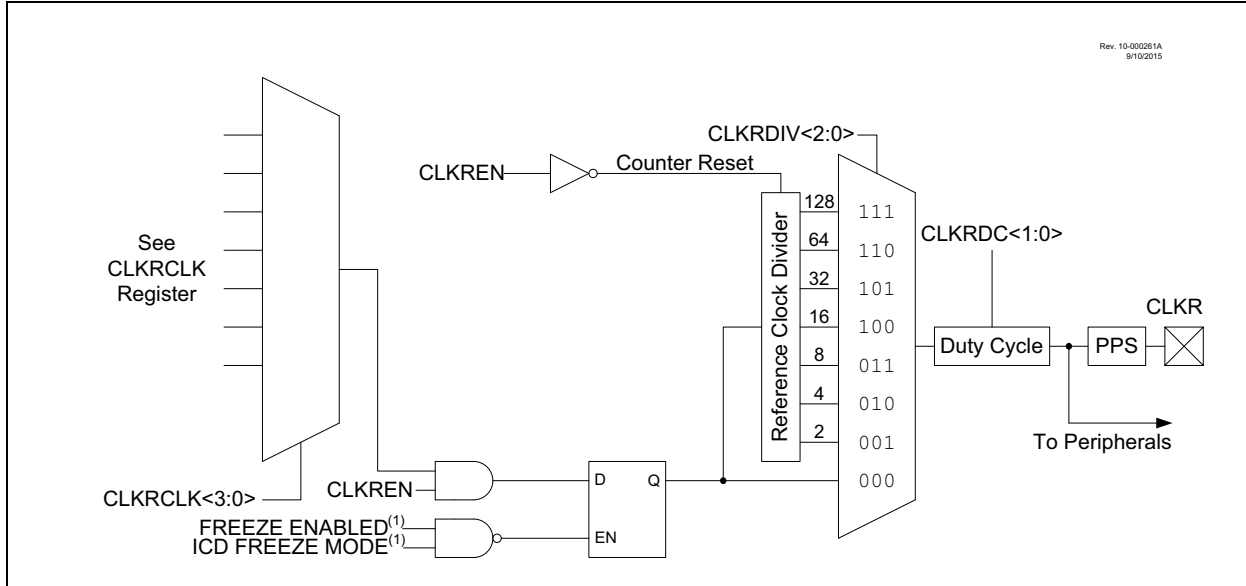 Rev. 10-000261A
9/10/2015
CLKRDIV<2:0>
CLKREN
Counter Reset
See
CLKRCLK
Register
Reference Clock Divider
128
64
32
16
8
4
2
111
110
101
100
011
010
001
000
CLKRDC<1:0>
CLKR
Duty Cycle
PPS
To Peripherals
CLKRCLK<3:0>
CLKREN
D
Q
EN
FREEZE ENABLED(1)
ICD FREEZE MODE(1)